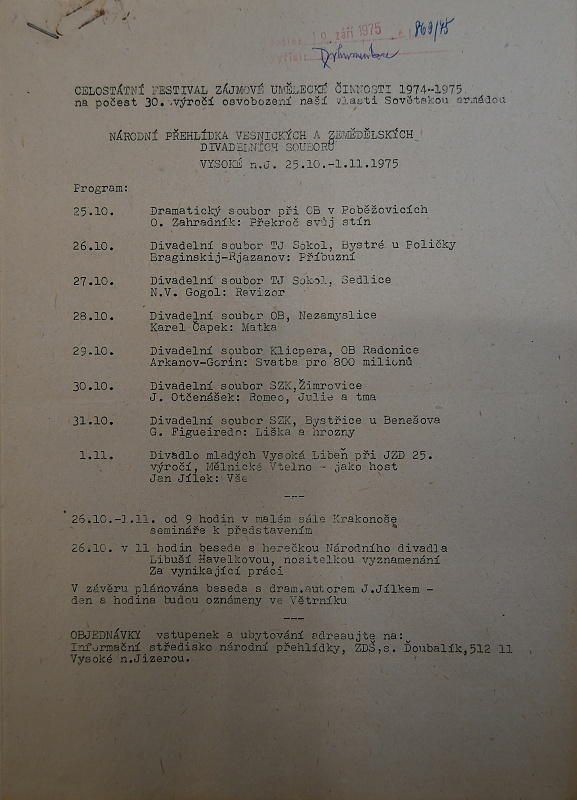 19. září 1975
869/75
CELOSTÁTNÍ FESTIVAL ZÁJMOVÉ UMĚLECKÉ ČINNOSTI 1974-1975
na počest 30. výročí osvobození naší vlasti Sovětskou armádou
NÁRODNÍ PŘEHLÍDKA VESNICKÝCH A ZEMĚDĚLSKÝCH
DIVADELNÍCH SOUBORŮ
VYSOKÉ n.J. 25.10.-1.11.1975
Program:
25.10. Dramatický soubor při OB v Poběžovicích
O. Zahradník: Překroč svůj stín
26.10. Divadelní soubor TJ Sokol, Bystré u Poličky
Braginskij-Rjazanov: Příbuzní
27.10. Divadelní soubor TJ Sokol, Sedlice
N.V. Gogol: Revizor
28.10. Divadelní soubor OB, Nezamyslice
Karel Čapek: Matka
29.10. Divadelní soubor Klicpera, OB Radonice
Arkanov-Gorin: Svatba pro 800 milionů
30.10. Divadelní soubor SZK,Žimrovice
J. Otčenášek: Romeo, Julie a tma
31.10. Divadelní soubor SZK, Bystřice u Benešova
G. Figueiredo: Liška a hrozny
1.11. Divadlo mladých Vysoká Libeň při JZD 25.
výročí, Mělnické Vtelno - jako host
Jan Jílek: Vše
---
26.10.-1.11. od 9 hodin v malém sále Krakonoše
semináře k představením
26.10. v 11 hodin beseda s herečkou Národního divadla
Libuší Havelkovou, nositelkou vyznamenání
Za vynikající práci
V závěru plánována beseda s dram.autorem J.Jílkem -
den a hodina budou oznámeny ve Větrníku
---
OBJEDNÁVKY vstupenek a ubytování adresujte na:
Informační středisko národní přehlídky, ZDŠ,s. Doubalík,512 11
Vysoké n.Jizerou.